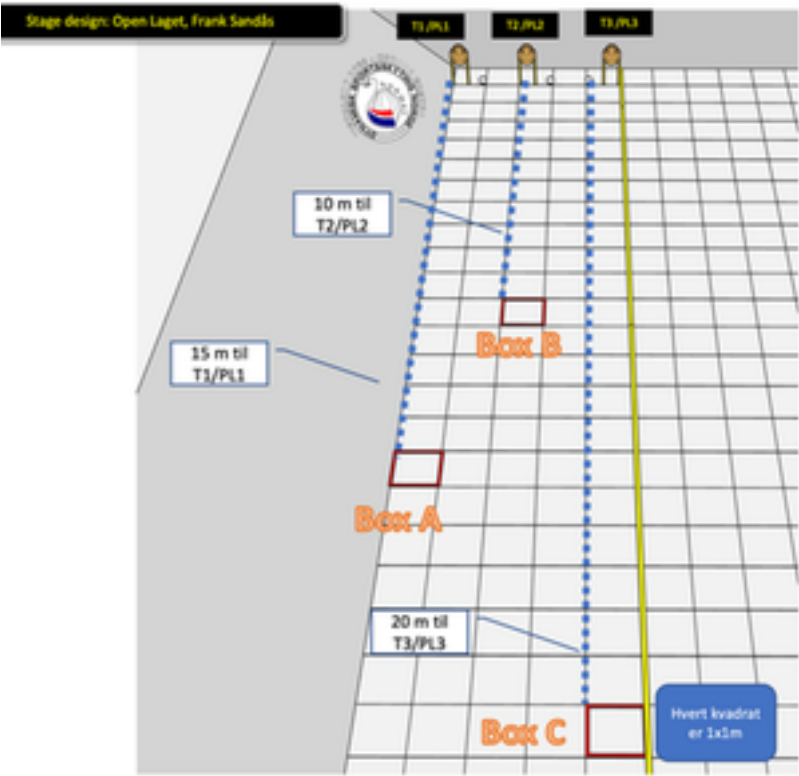 Stage design: Open Laget, Frank Sandås
T1/PL1
T2/PL2
T3/PL3
10 m til
T2/PL2
Box B
15 m til
T1/PL1
Box A
20 m til
T3/PL3
Box C
Hvert kvadrat
er 1x1m